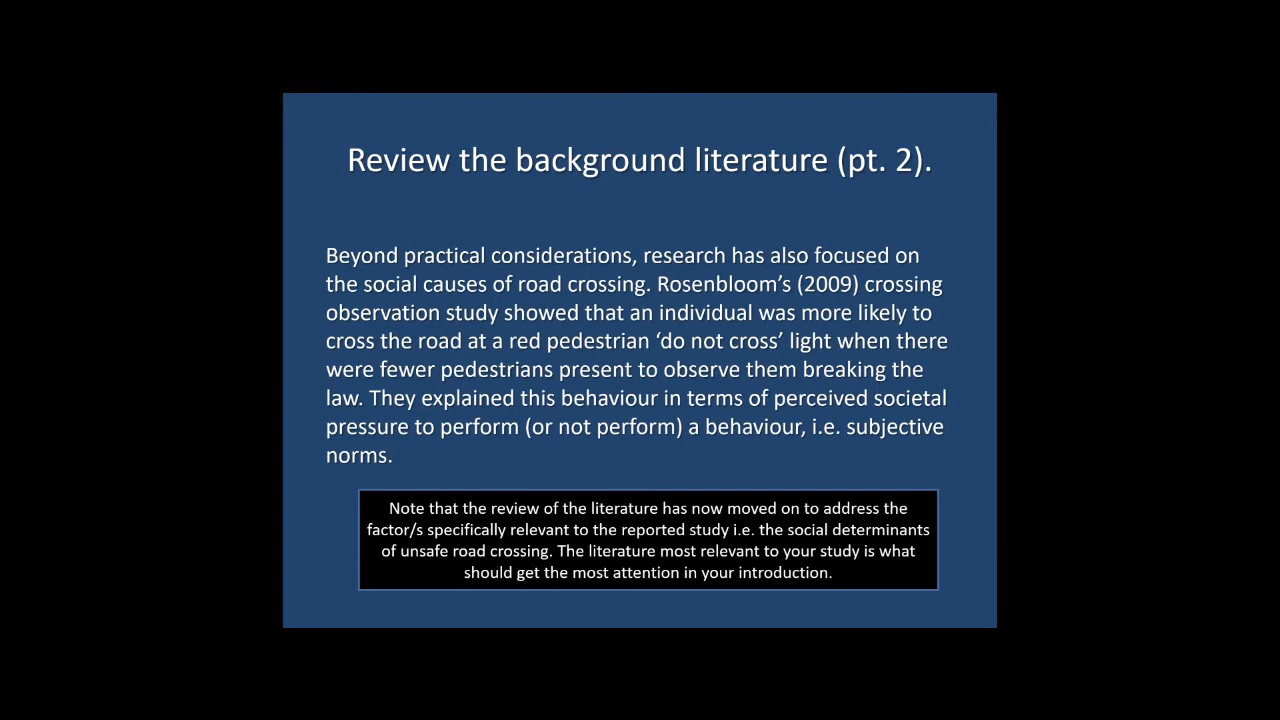 Review the background literature (pt. 2).
Beyond practical considerations, research has also focused on
the social causes of road crossing. Rosenbloom’s (2009) crossing
observation study showed that an individual was more likely to
cross the road at a red pedestrian ‘do not cross’ light when there
were fewer pedestrians present to observe them breaking the
law. They explained this behaviour in terms of perceived societal
pressure to perform (or not perform) a behaviour, i.e. subjective
norms.
Note that the review of the literature has now moved on to address the
factor/s specifically relevant to the reported study i.e. the social determinants
of unsafe road crossing. The literature most relevant to your study is what
should get the most attention in your introduction.